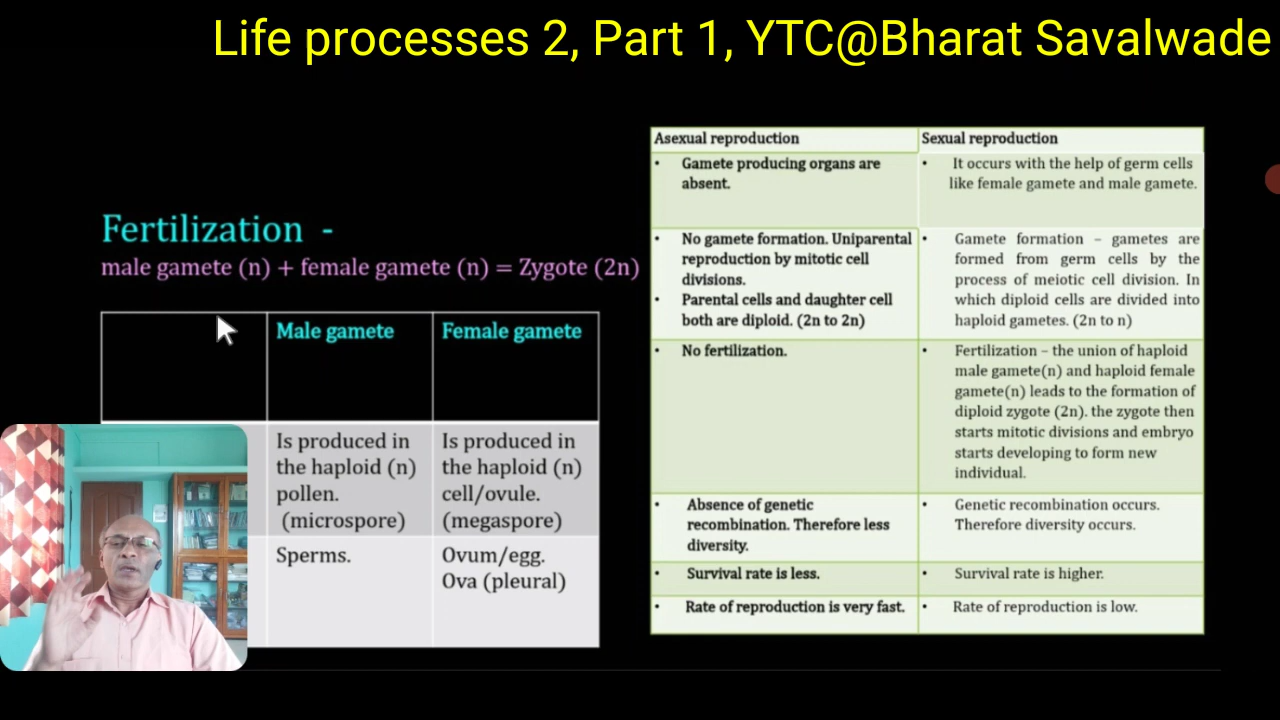 Life processes 2, Part 1, YTC@Bharat Savalwade
Fertilization -
male gamete (n) + female gamete (n) = Zygote (2n)
Male gamete
Female gamete
Is produced in
the haploid (n)
pollen.
(microspore)
Is produced in
the haploid (n)
cell/ovule.
(megaspore)
Sperms.
Ovum/egg.
Ova (pleural)
Asexual reproduction
Sexual reproduction
• Gamete producing organs are
absent.
• It occurs with the help of germ cells
like female gamete and male gamete.
• No gamete formation. Uniparental
reproduction by mitotic cell
divisions.
• Parental cells and daughter cell
both are diploid. (2n to 2n)
• Gamete formation – gametes are
formed from germ cells by the
process of meiotic cell division. In
which diploid cells are divided into
haploid gametes. (2n to n)
• No fertilization.
• Fertilization – the union of haploid
male gamete(n) and haploid female
gamete(n) leads to the formation of
diploid zygote (2n). the zygote then
starts mitotic divisions and embryo
starts developing to form new
individual.
• Absence of genetic
recombination. Therefore less
diversity.
• Genetic recombination occurs.
Therefore diversity occurs.
• Survival rate is less.
• Survival rate is higher.
• Rate of reproduction is very fast.
• Rate of reproduction is low.